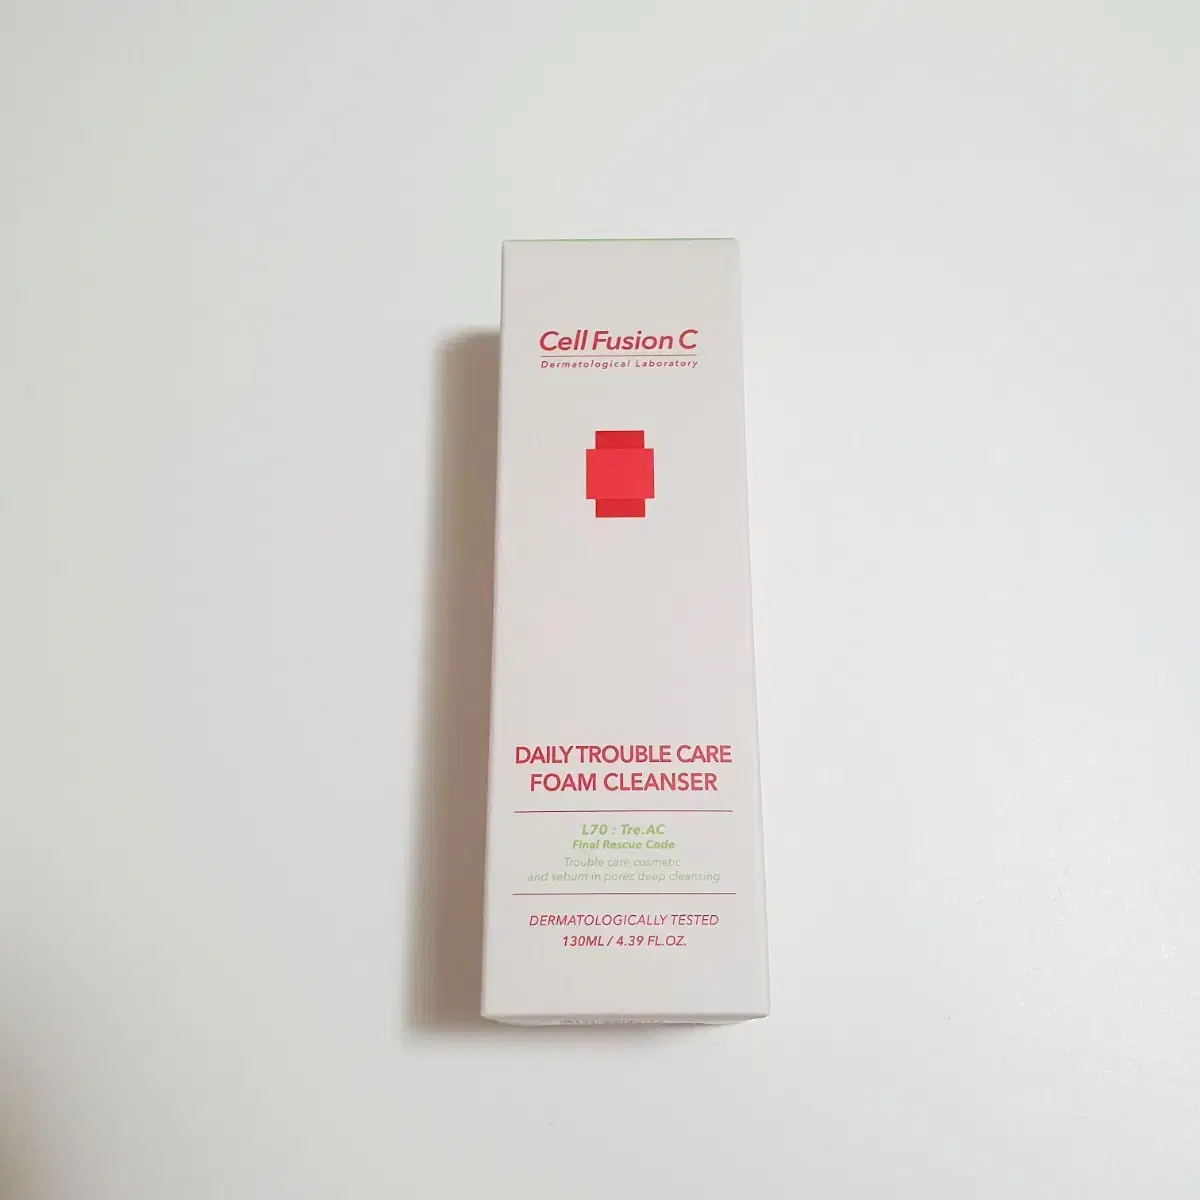 Cell Fusion C
Dermatological Laboratory
DAILY TROUBLE CARE
FOAM CLEANSER
L70 : Tre.AC
Final Rescue Code
Trouble care cosmetic
and sebum in pores deep cleansing
DERMATOLOGICALLY TESTED
130ML / 4.39 FL.OZ.